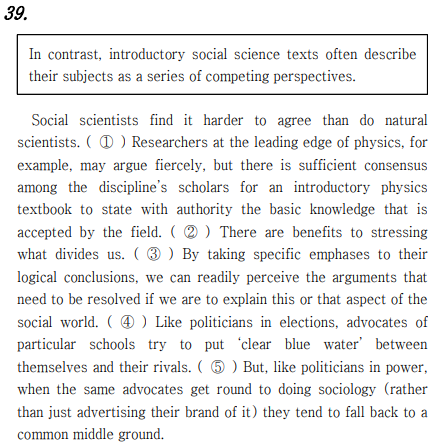 39.
In contrast, introductory social science texts often describe
their subjects as a series of competing perspectives.
Social scientists find it harder to agree than do natural
scientists. ( ① ) Researchers at the leading edge of physics, for
example, may argue fiercely, but there is sufficient consensus
among the discipline's scholars for an introductory physics
textbook to state with authority the basic knowledge that is
accepted by the field. ( ② ) There are benefits to stressing
what divides us. ( ③ ) By taking specific emphases to their
logical conclusions, we can readily perceive the arguments that
need to be resolved if we are to explain this or that aspect of the
social world. ( ④ ) Like politicians in elections, advocates of
particular schools try to put ‘clear blue water’ between
themselves and their rivals. ( ⑤ ) But, like politicians in power,
when the same advocates get round to doing sociology (rather
than just advertising their brand of it) they tend to fall back to a
common middle ground.